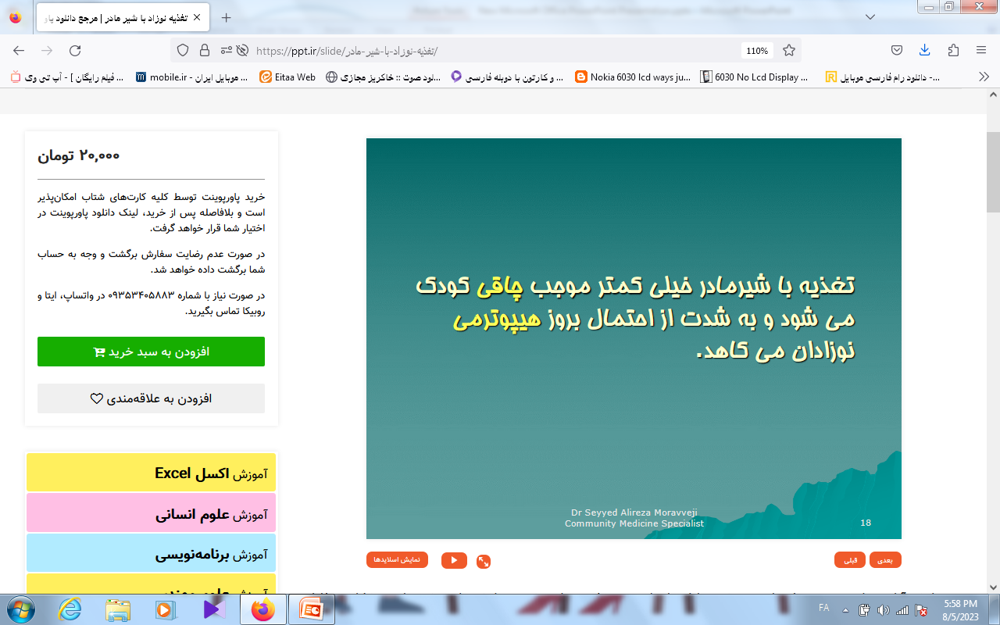 تغذیه نوزاد با شیر مادر | مرجع دانلود پاو
https://ppt.ir/slide/تغذیه-نوزاد-با-شیر-مادر/
110%
فیلم رایگان ] - آپ تی وی ...
mobile.ir - موبایل ایران ...
Eitaa Web
لود صوت :: خاکریز مجازی...
و کارتون با دوبله فارسی ...
Nokia 6030 lcd ways ju...
6030 No Lcd Display ...
دانلود رام فارسی موبایل -...
۲۰,۰۰۰ تومان
خرید پاورپوینت توسط کلیه کارت‌های شتاب امکان‌پذیر
است و بلافاصله پس از خرید، لینک دانلود پاورپوینت در
اختیار شما قرار خواهد گرفت.
در صورت عدم رضایت سفارش برگشت و وجه به حساب
شما برگشت داده خواهد شد.
در صورت نیاز با شماره ۰۹۳۵۳۴۰۵۸۸۳ در واتساپ، ایتا و
روبیکا تماس بگیرید.
افزودن به سبد خرید
افزودن به علاقه‌مندی
آموزش اکسل Excel
آموزش علوم انسانی
آموزش برنامه‌نویسی
تغذیه با شیرمادر خیلی کمتر موجب چاقی کودک
می شود و به شدت از احتمال بروز هیپوترمی
نوزادان می کاهد.
Dr Seyyed Alireza Moravveji
Community Medicine Specialist
18
نمایش اسلایدها
قبلی
بعدی
FA
5:58 PM
8/5/2023